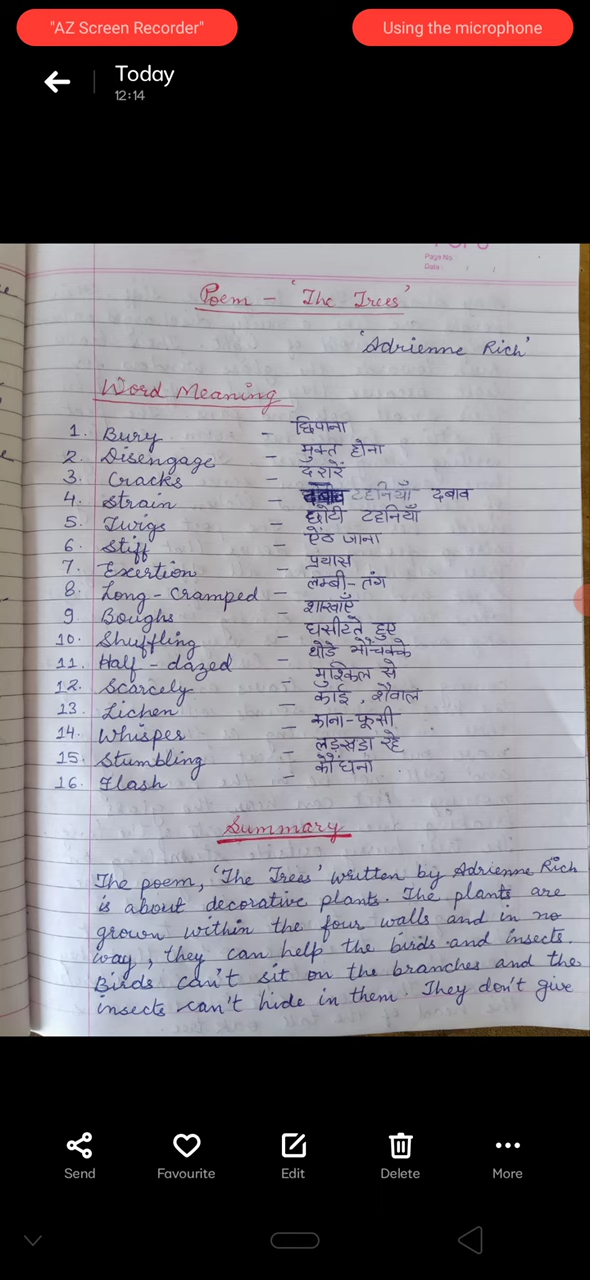 "AZ Screen Recorder"
Using the microphone
Today
12:14
Page No.
Date
Poem - 'The Trees'
'Adrienne Rich'
Word Meaning
1. Bury - छिपाना
2. Disengage - मुक्त होना
3. Cracks - दरारें
4. Strain - टहनियाँ दबाव
5. Twigs - छोटी टहनियाँ
6. Stiff - ऐंठ जाना
7. Exertion - प्रयास
8. Long-cramped - लम्बी-तंग
9. Boughs - शाखाएँ
10. Shuffling - घसीटते हुए
11. Half-dazed - थोडे भौंचक्के
12. Scarcely - मुश्किल से
13. Lichen - काई, शैवाल
14. Whisper - काना-फूसी
15. Stumbling - लड़खड़ा रहे
16. Flash - कौंधना
Summary
The poem, 'The Trees' written by Adrienne Rich
is about decorative plants. The plants are
grown within the four walls and in no
way, they can help the birds and insects.
Birds can't sit on the branches and the
insects can't hide in them. They don't give
Send
Favourite
Edit
Delete
More